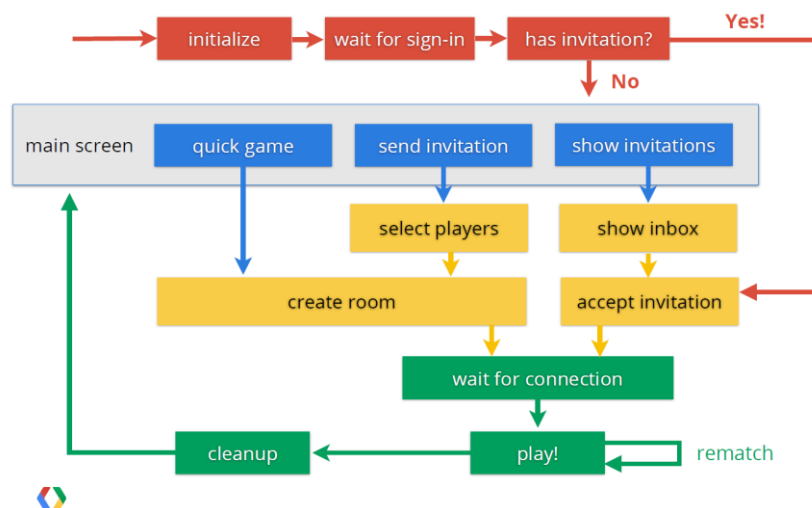 initialize
wait for sign-in
has invitation?
Yes!
No
main screen
quick game
send invitation
show invitations
select players
show inbox
create room
accept invitation
wait for connection
cleanup
play!
rematch